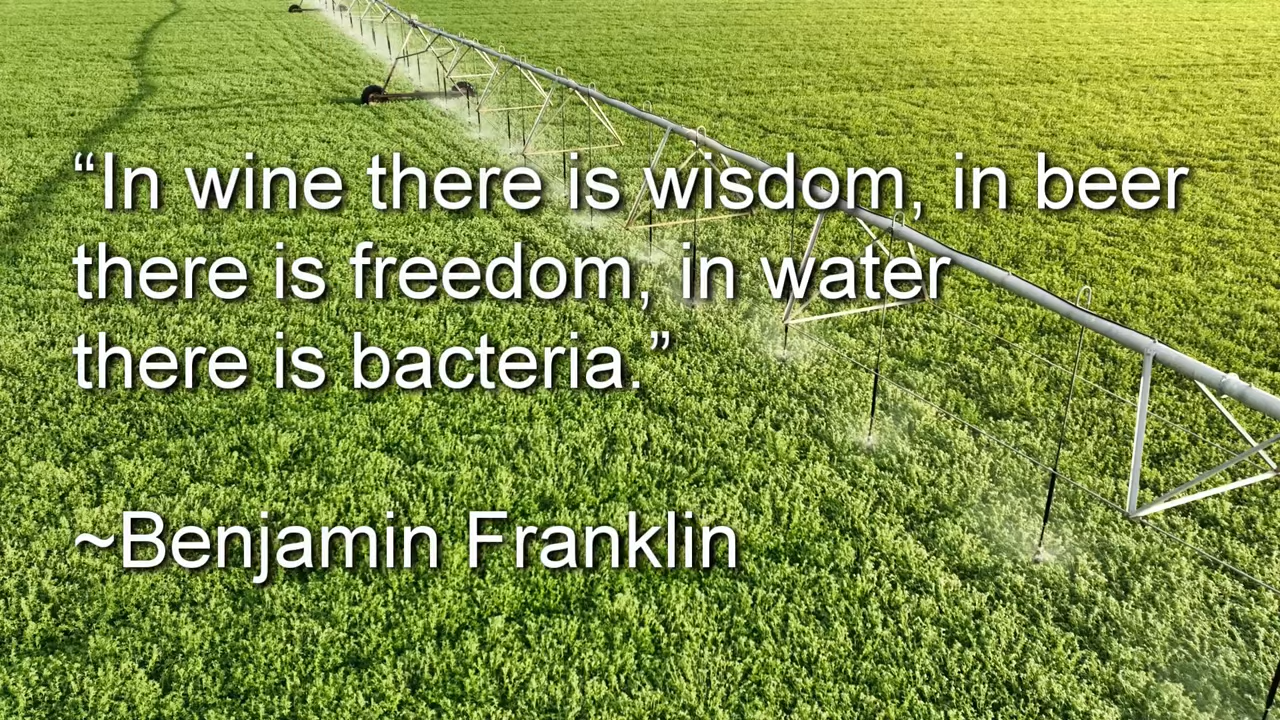 “In wine there is wisdom, in beer
there is freedom, in water
there is bacteria.”
~Benjamin Franklin